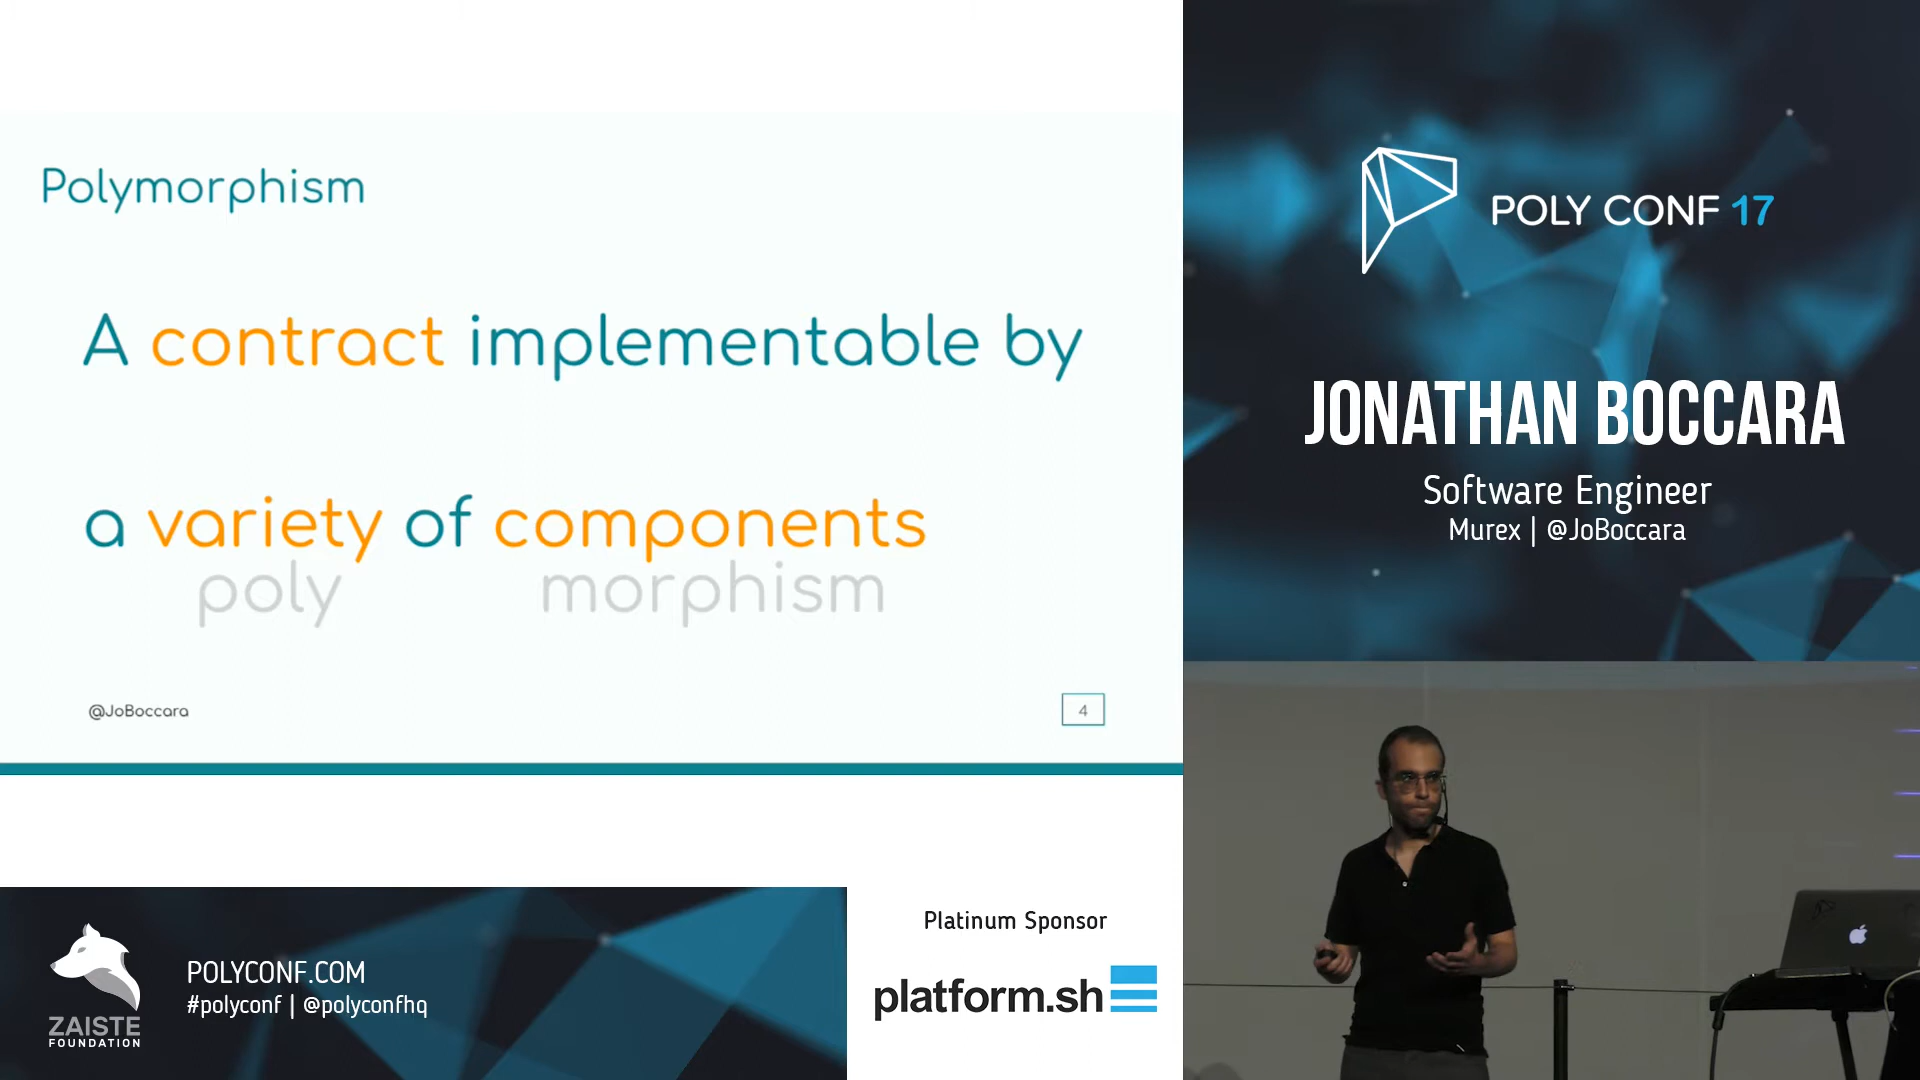 Polymorphism
A contract implementable by
a variety of components
poly morphism
@JoBoccara
4
POLY CONF 17
JONATHAN BOCCARA
Software Engineer
Murex | @JoBoccara
ZAISTE
FOUNDATION
POLYCONF.COM
#polyconf | @polyconfhq
Platinum Sponsor
platform.sh